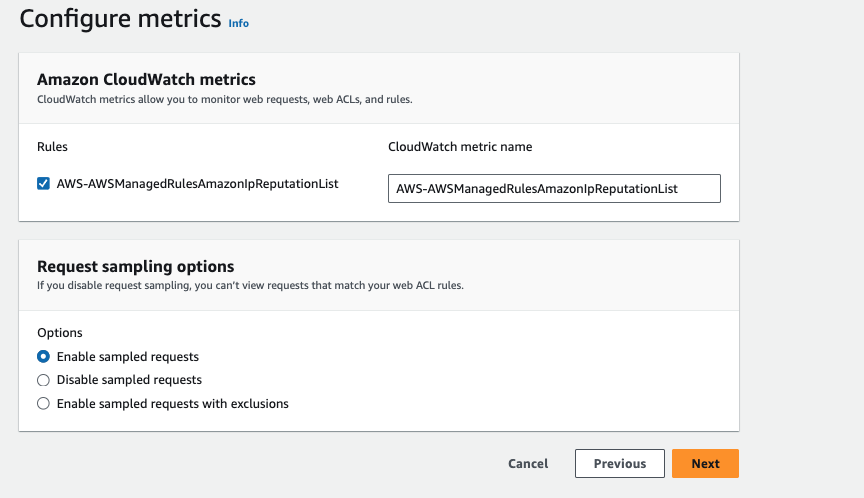 Configure metrics Info
Amazon CloudWatch metrics
CloudWatch metrics allow you to monitor web requests, web ACLs, and rules.
Rules
CloudWatch metric name
AWS-AWSManagedRulesAmazonIpReputationList
AWS-AWSManagedRulesAmazonIpReputationList
Request sampling options
If you disable request sampling, you can't view requests that match your web ACL rules.
Options
Enable sampled requests
Disable sampled requests
Enable sampled requests with exclusions
Cancel
Previous
Next